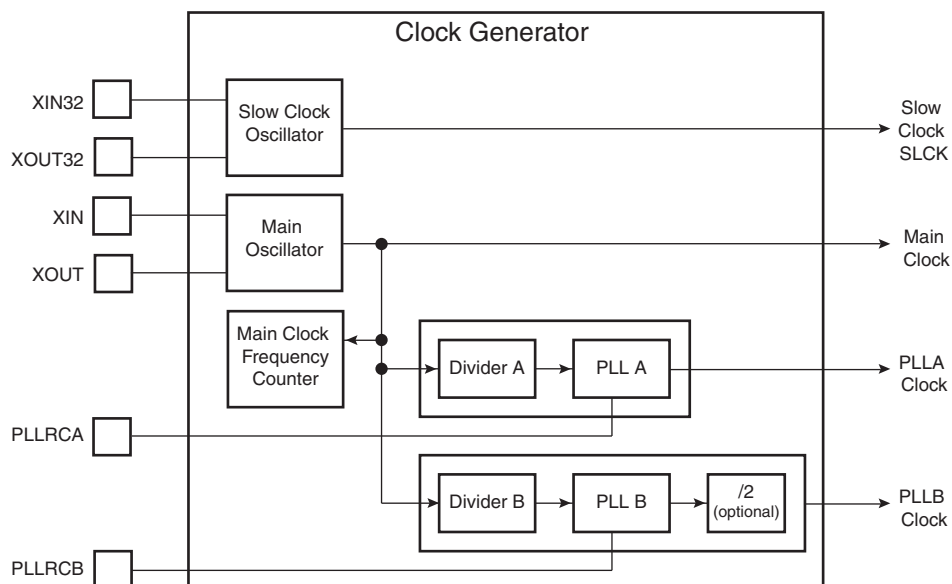 Clock Generator
XIN32
Slow Clock
Oscillator
Slow
Clock
SLCK
XOUT32
XIN
Main
Oscillator
Main
Clock
XOUT
Main Clock
Frequency
Counter
Divider A
PLL A
PLLA
Clock
PLLRCA
Divider B
PLL B
/2
(optional)
PLLB
Clock
PLLRCB